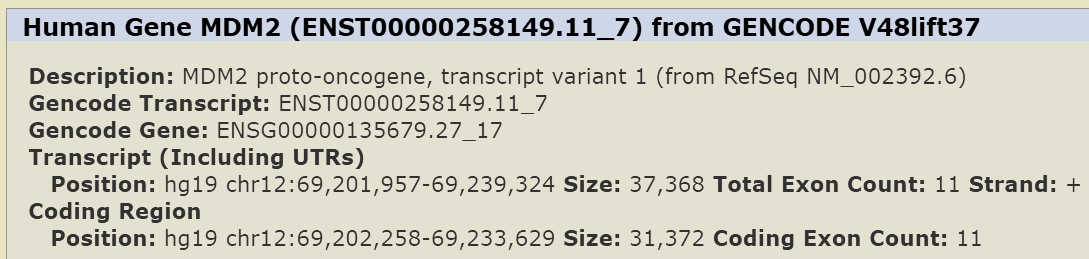 Human Gene MDM2 (ENST00000258149.11_7) from GENCODE V48lift37
Description: MDM2 proto-oncogene, transcript variant 1 (from RefSeq NM_002392.6)
Gencode Transcript: ENST00000258149.11_7
Gencode Gene: ENSG00000135679.27_17
Transcript (Including UTRs)
Position: hg19 chr12:69,201,957-69,239,324 Size: 37,368 Total Exon Count: 11 Strand: +
Coding Region
Position: hg19 chr12:69,202,258-69,233,629 Size: 31,372 Coding Exon Count: 11